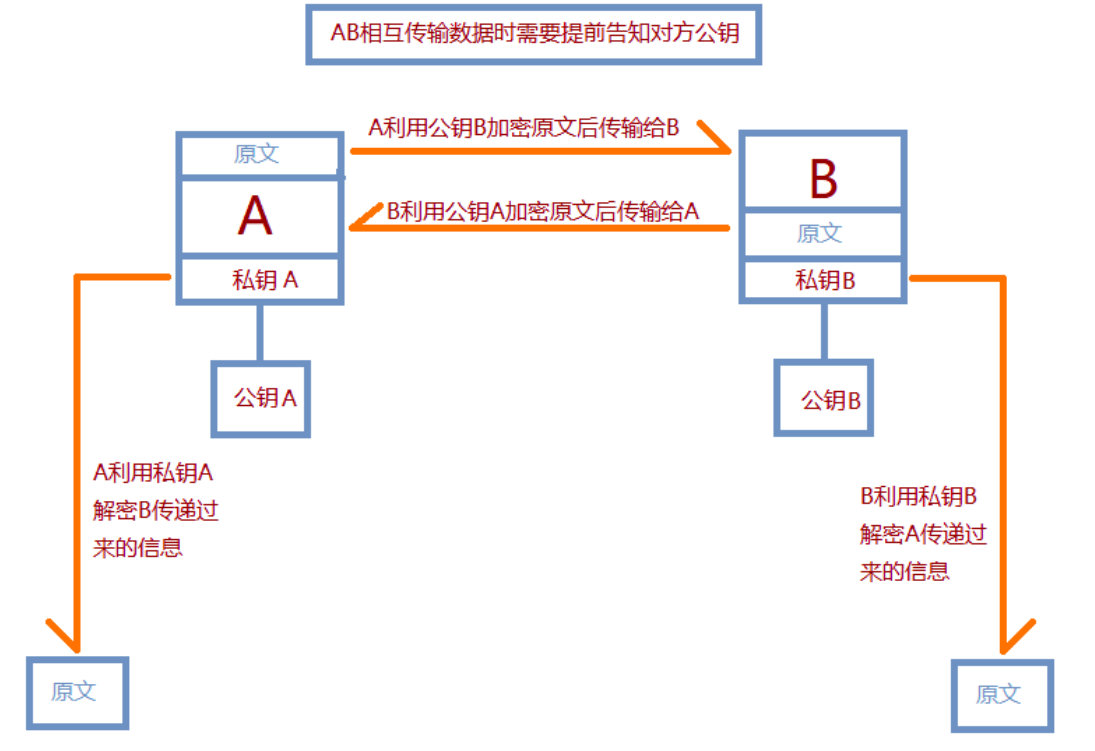 AB相互传输数据时需要提前告知对方公钥
A利用公钥B加密原文后传输给B
原文
A
私钥 A
公钥 A
B利用公钥A加密原文后传输给A
B
原文
私钥B
公钥B
A利用私钥A
解密B传递过
来的信息
B利用私钥B
解密A传递过
来的信息
原文
原文